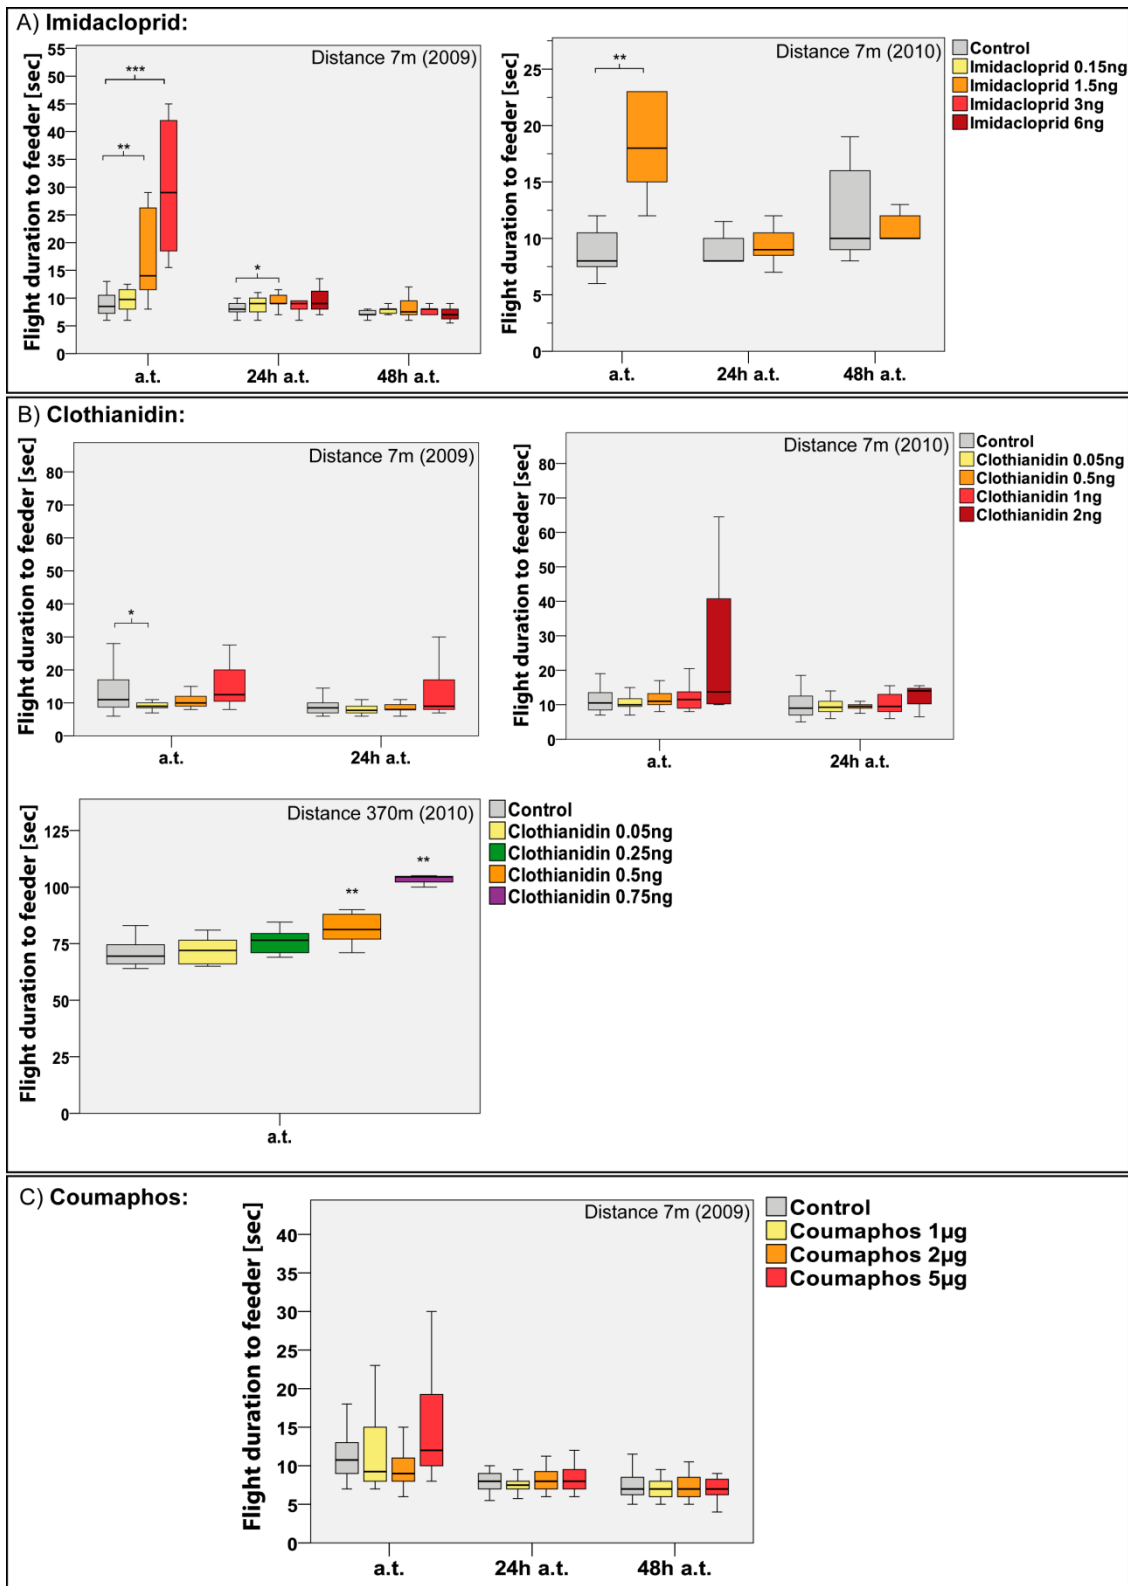 A) Imidacloprid:
Distance 7m (2009)
Flight duration to feeder [sec]
55
50
45
40
35
30
25
20
15
10
5
0
***
**
*
a.t.
24h a.t.
48h a.t.
Distance 7m (2010)
Flight duration to feeder [sec]
25
20
15
10
5
0
**
a.t.
24h a.t.
48h a.t.
Control
Imidacloprid 0.15ng
Imidacloprid 1.5ng
Imidacloprid 3ng
Imidacloprid 6ng
B) Clothianidin:
Distance 7m (2009)
Flight duration to feeder [sec]
80
70
60
50
40
30
20
10
0
*
a.t.
24h a.t.
Distance 7m (2010)
Flight duration to feeder [sec]
80
70
60
50
40
30
20
10
0
a.t.
24h a.t.
Control
Clothianidin 0.05ng
Clothianidin 0.5ng
Clothianidin 1ng
Clothianidin 2ng
Distance 370m (2010)
Flight duration to feeder [sec]
125
100
75
50
25
0
**
**
a.t.
Control
Clothianidin 0.05ng
Clothianidin 0.25ng
Clothianidin 0.5ng
Clothianidin 0.75ng
C) Coumaphos:
Distance 7m (2009)
Flight duration to feeder [sec]
40
35
30
25
20
15
10
5
0
a.t.
24h a.t.
48h a.t.
Control
Coumaphos 1µg
Coumaphos 2µg
Coumaphos 5µg